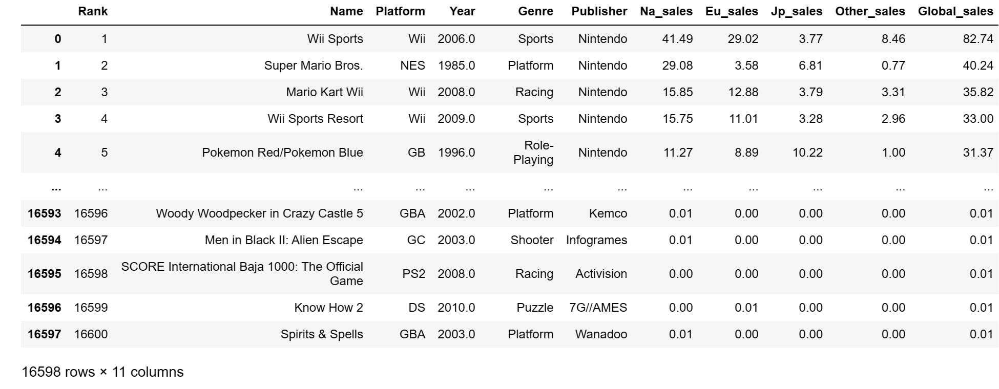 Rank Name Platform Year Genre Publisher Na_sales Eu_sales Jp_sales Other_sales Global_sales
0 1 Wii Sports Wii 2006.0 Sports Nintendo 41.49 29.02 3.77 8.46 82.74
1 2 Super Mario Bros. NES 1985.0 Platform Nintendo 29.08 3.58 6.81 0.77 40.24
2 3 Mario Kart Wii Wii 2008.0 Racing Nintendo 15.85 12.88 3.79 3.31 35.82
3 4 Wii Sports Resort Wii 2009.0 Sports Nintendo 15.75 11.01 3.28 2.96 33.00
4 5 Pokemon Red/Pokemon Blue GB 1996.0 Role-
Playing Nintendo 11.27 8.89 10.22 1.00 31.37
... ... ... ... ... ... ... ... ... ... ... ...
16593 16596 Woody Woodpecker in Crazy Castle 5 GBA 2002.0 Platform Kemco 0.01 0.00 0.00 0.00 0.01
16594 16597 Men in Black II: Alien Escape GC 2003.0 Shooter Infogrames 0.01 0.00 0.00 0.00 0.01
16595 16598 SCORE International Baja 1000: The Official
Game PS2 2008.0 Racing Activision 0.00 0.00 0.00 0.00 0.01
16596 16599 Know How 2 DS 2010.0 Puzzle 7G//AMES 0.00 0.01 0.00 0.00 0.01
16597 16600 Spirits & Spells GBA 2003.0 Platform Wanadoo 0.01 0.00 0.00 0.00 0.01
16598 rows × 11 columns